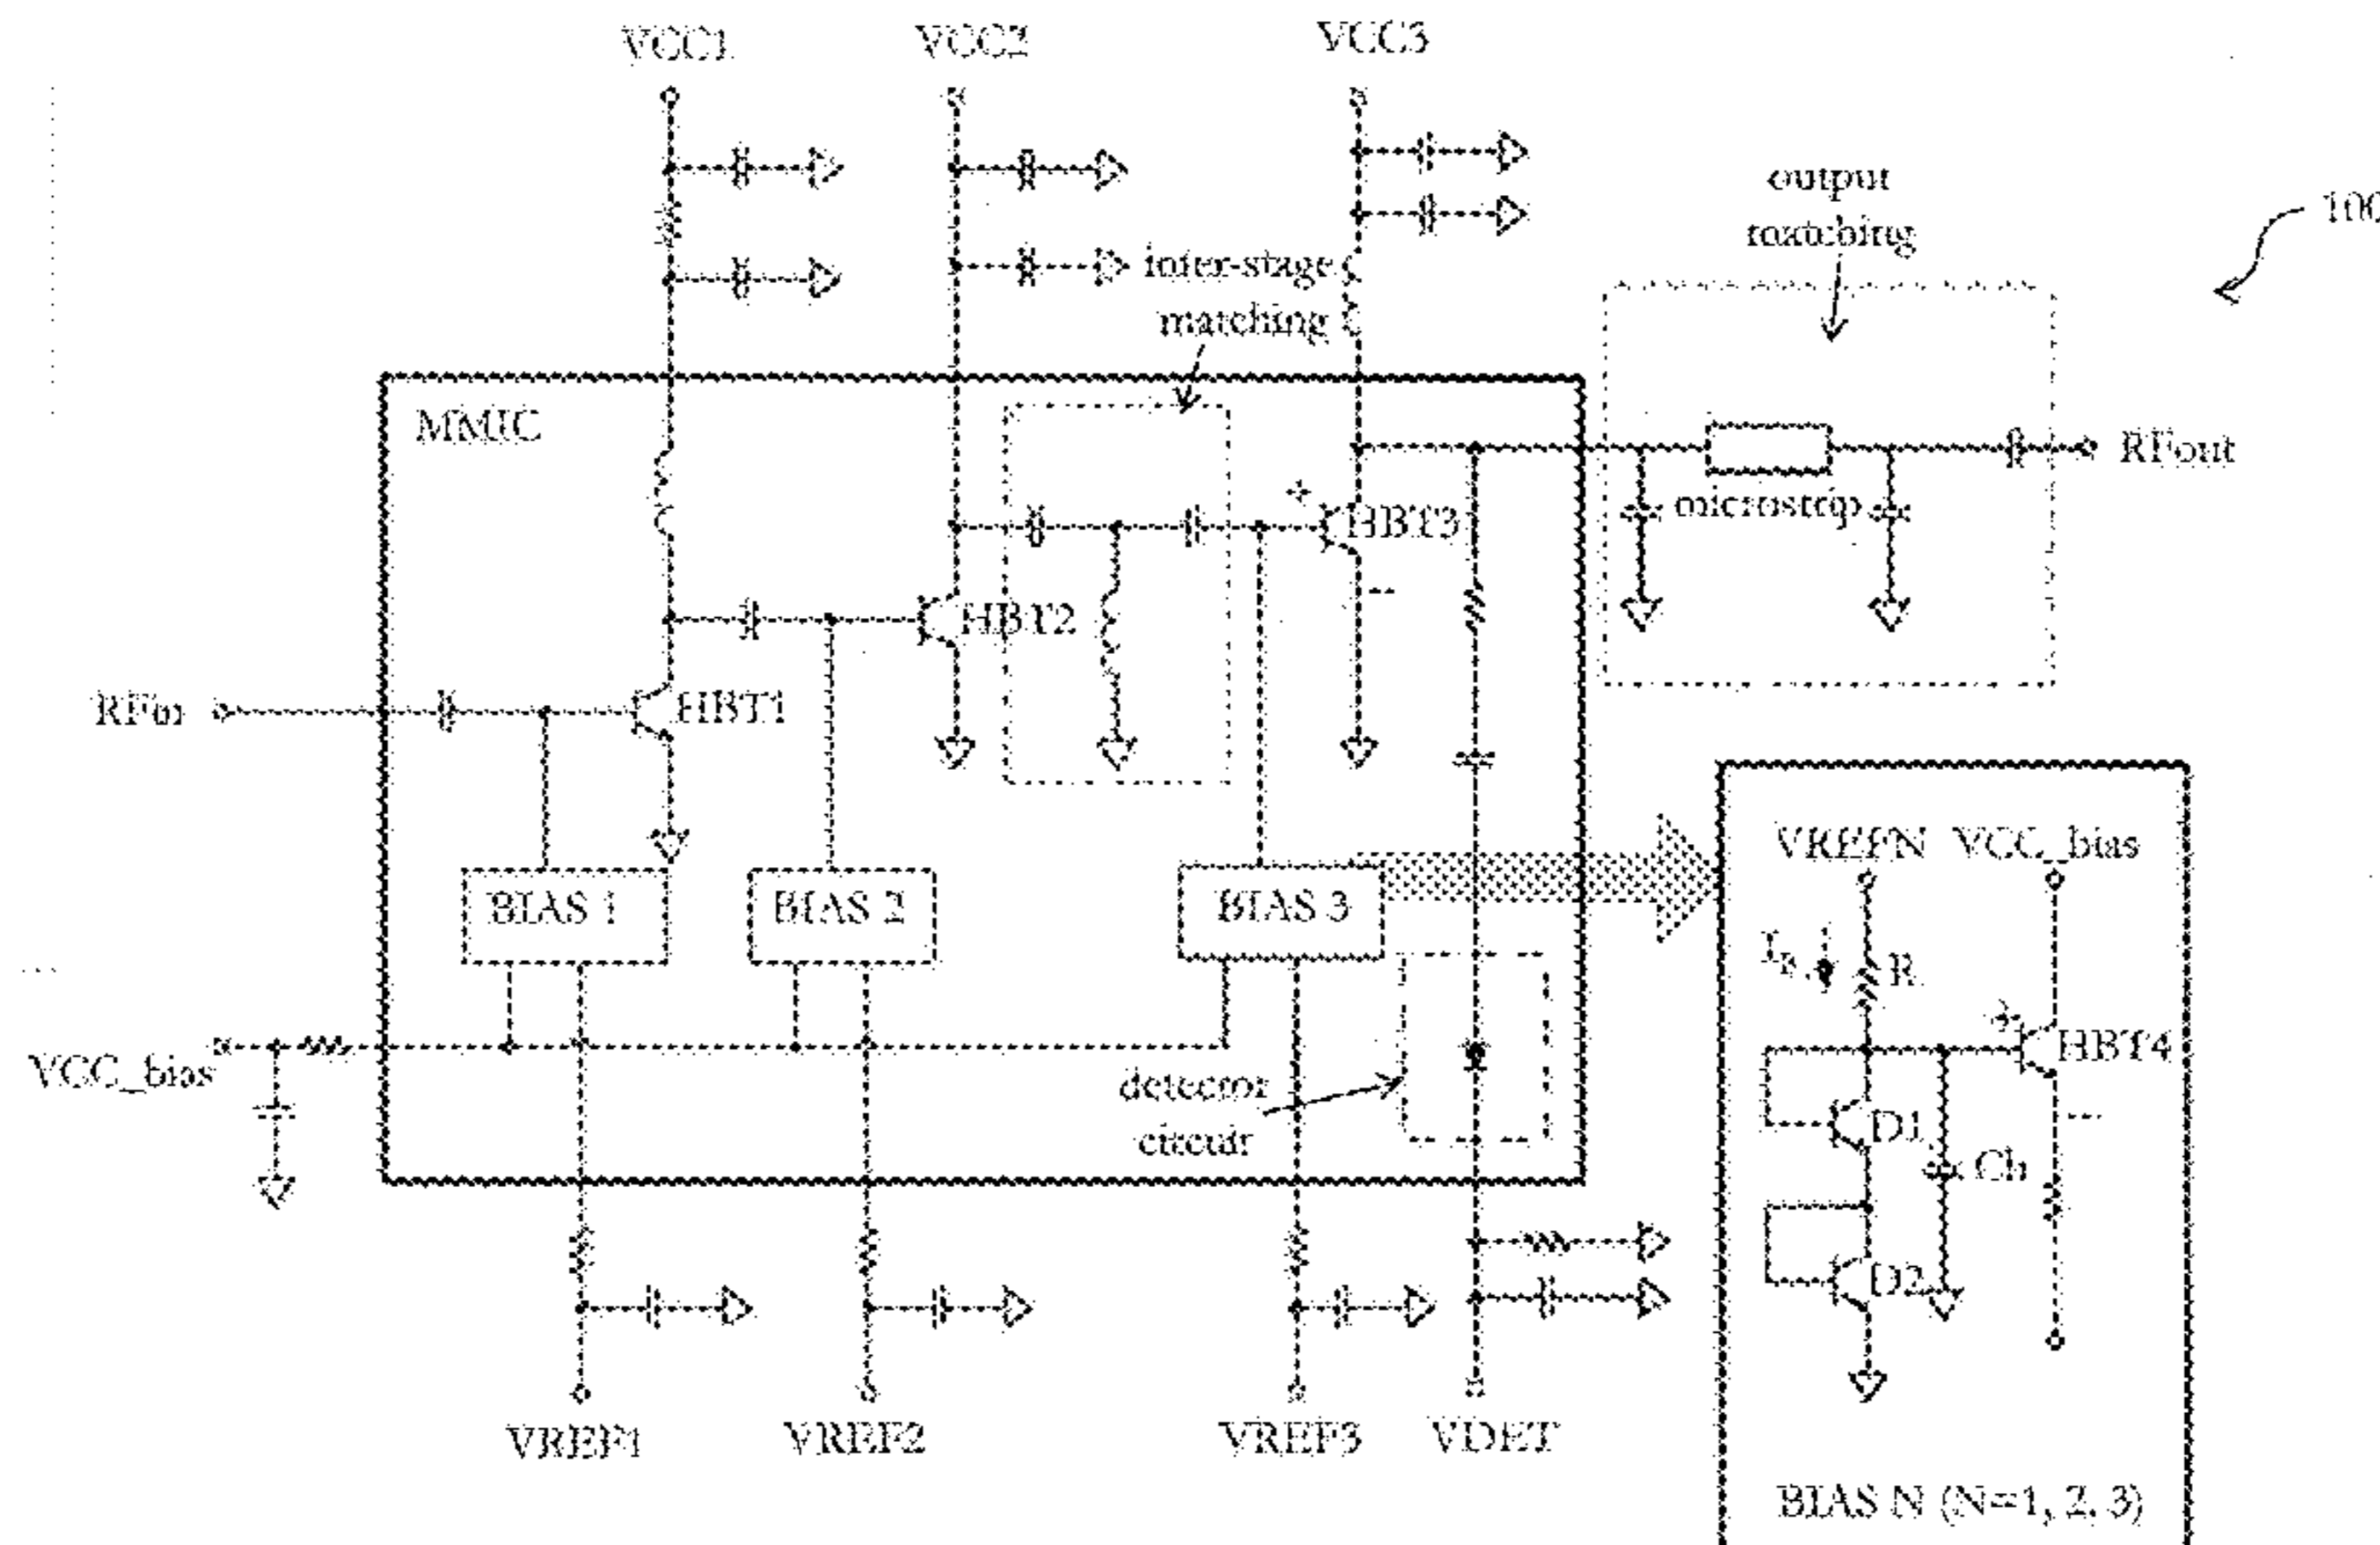 VCC1
VCC2
VCC3
output
matching
100
inter-stage
matching
MMIC
RFout
microstrip
HBT3
HBT2
RFin
HBT1
VREFN VCC_bias
BIAS 1
BIAS 2
BIAS 3
R
HBT4
VCC_bias
detector
circuit
D1
Cb
D2
VREF1
VREF2
VREF3
VDET
BIAS N (N=1, 2, 3)